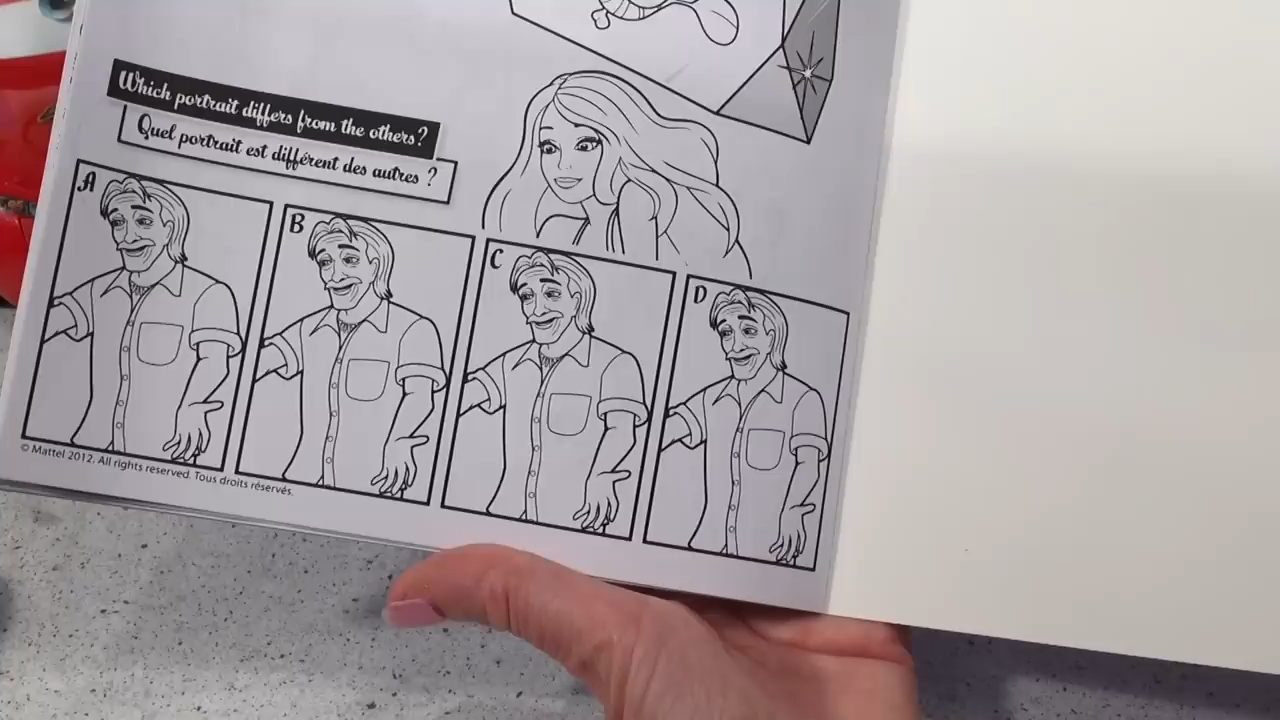 Which portrait differs from the others?
Quel portrait est différent des autres ?
A
B
C
D
© Mattel 2012. All rights reserved. Tous droits réservés.